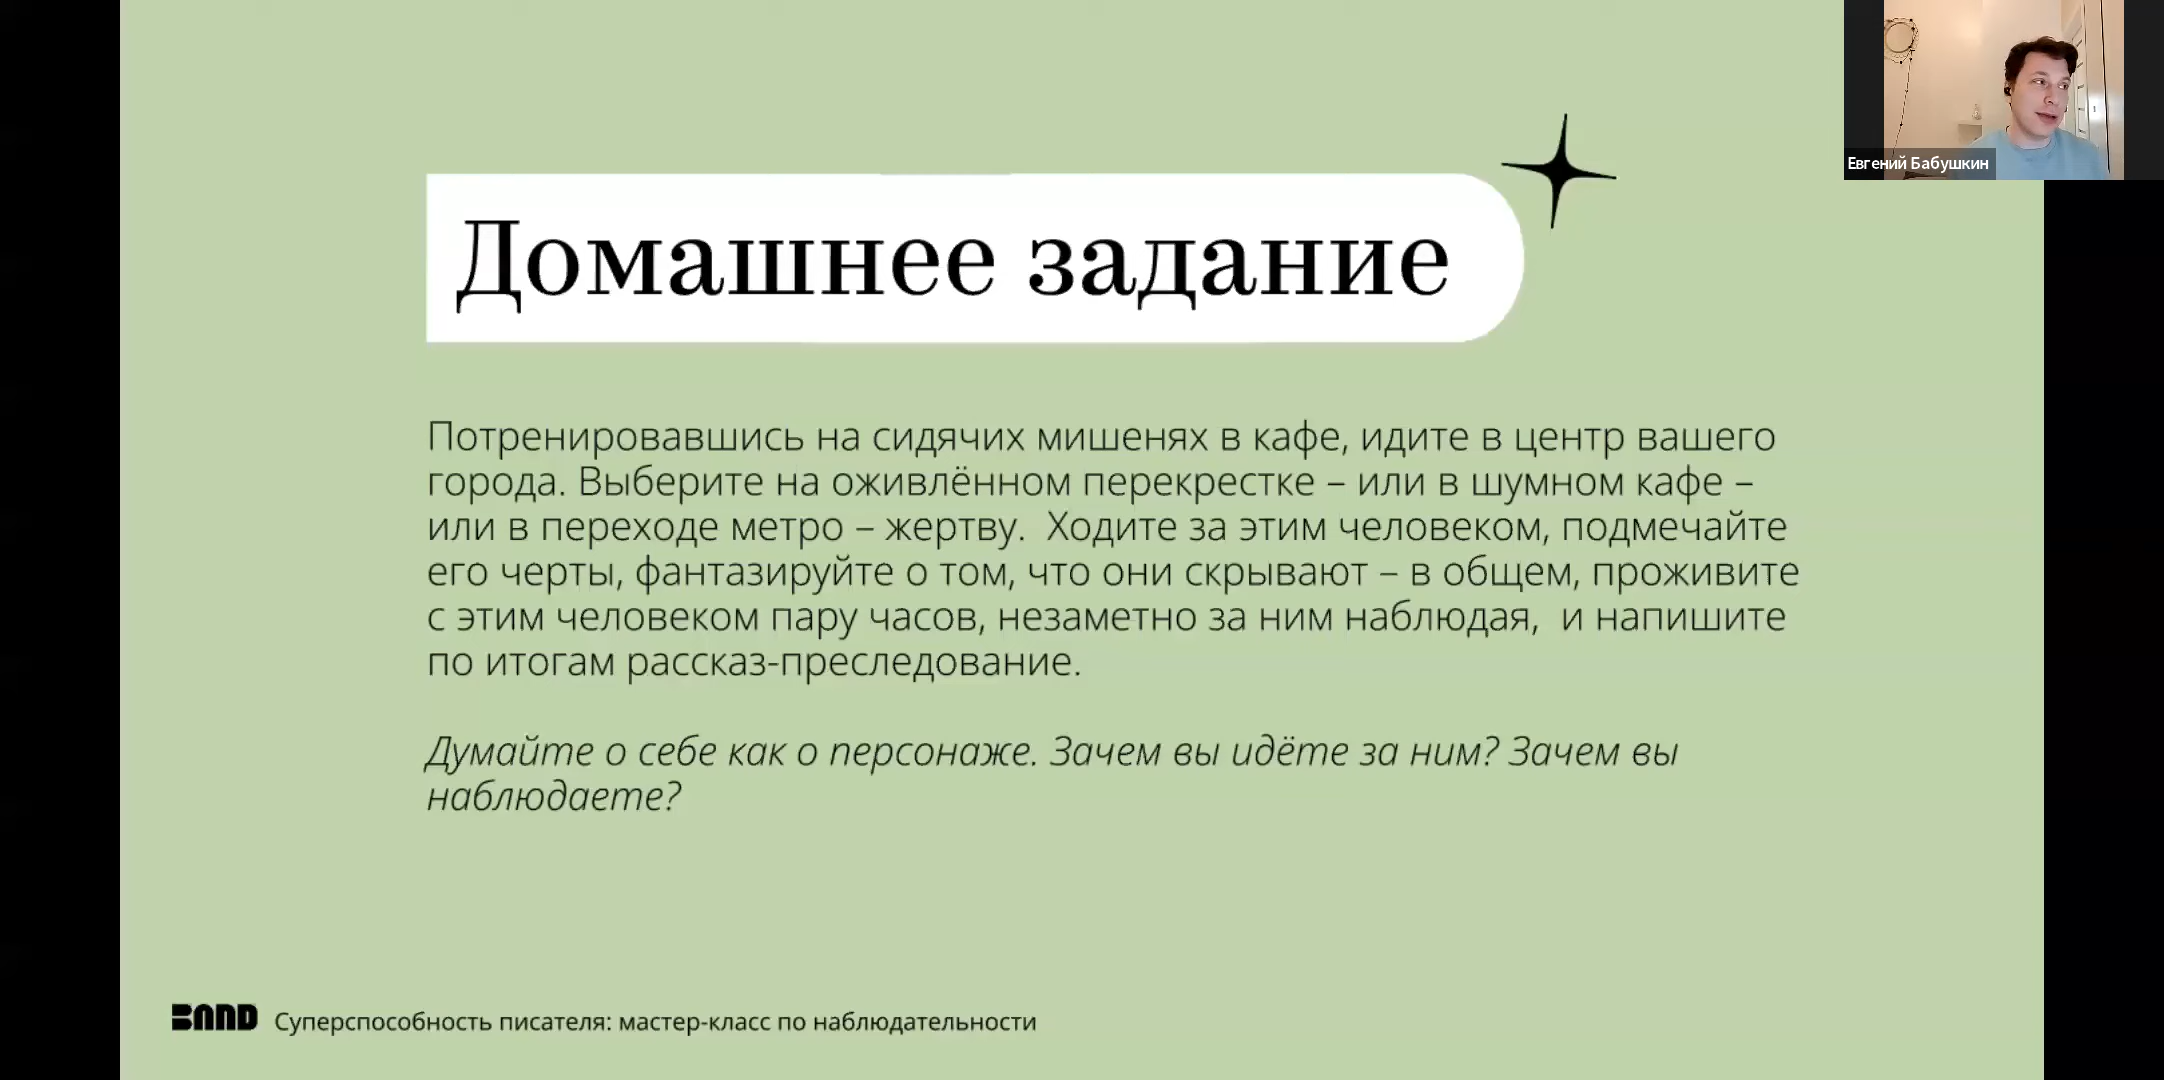 Евгений Бабушкин
Домашнее задание
Потренировавшись на сидячих мишенях в кафе, идите в центр вашего
города. Выберите на оживлённом перекрестке – или в шумном кафе –
или в переходе метро – жертву.  Ходите за этим человеком, подмечайте
его черты, фантазируйте о том, что они скрывают – в общем, проживите
с этим человеком пару часов, незаметно за ним наблюдая,  и напишите
по итогам рассказ-преследование.
Думайте о себе как о персонаже. Зачем вы идёте за ним? Зачем вы
наблюдаете?
BAND Суперспособность писателя: мастер-класс по наблюдательности